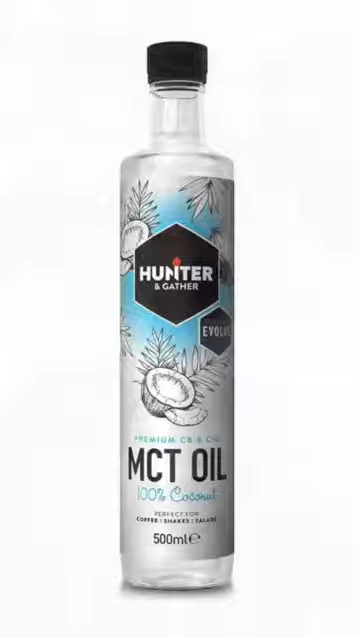 HUNTER
& GATHER
EVOLVE
PREMIUM C8 & C10
MCT OIL
100% Coconut
PERFECT FOR
COFFEE | SHAKES | SALADS
500ml℮